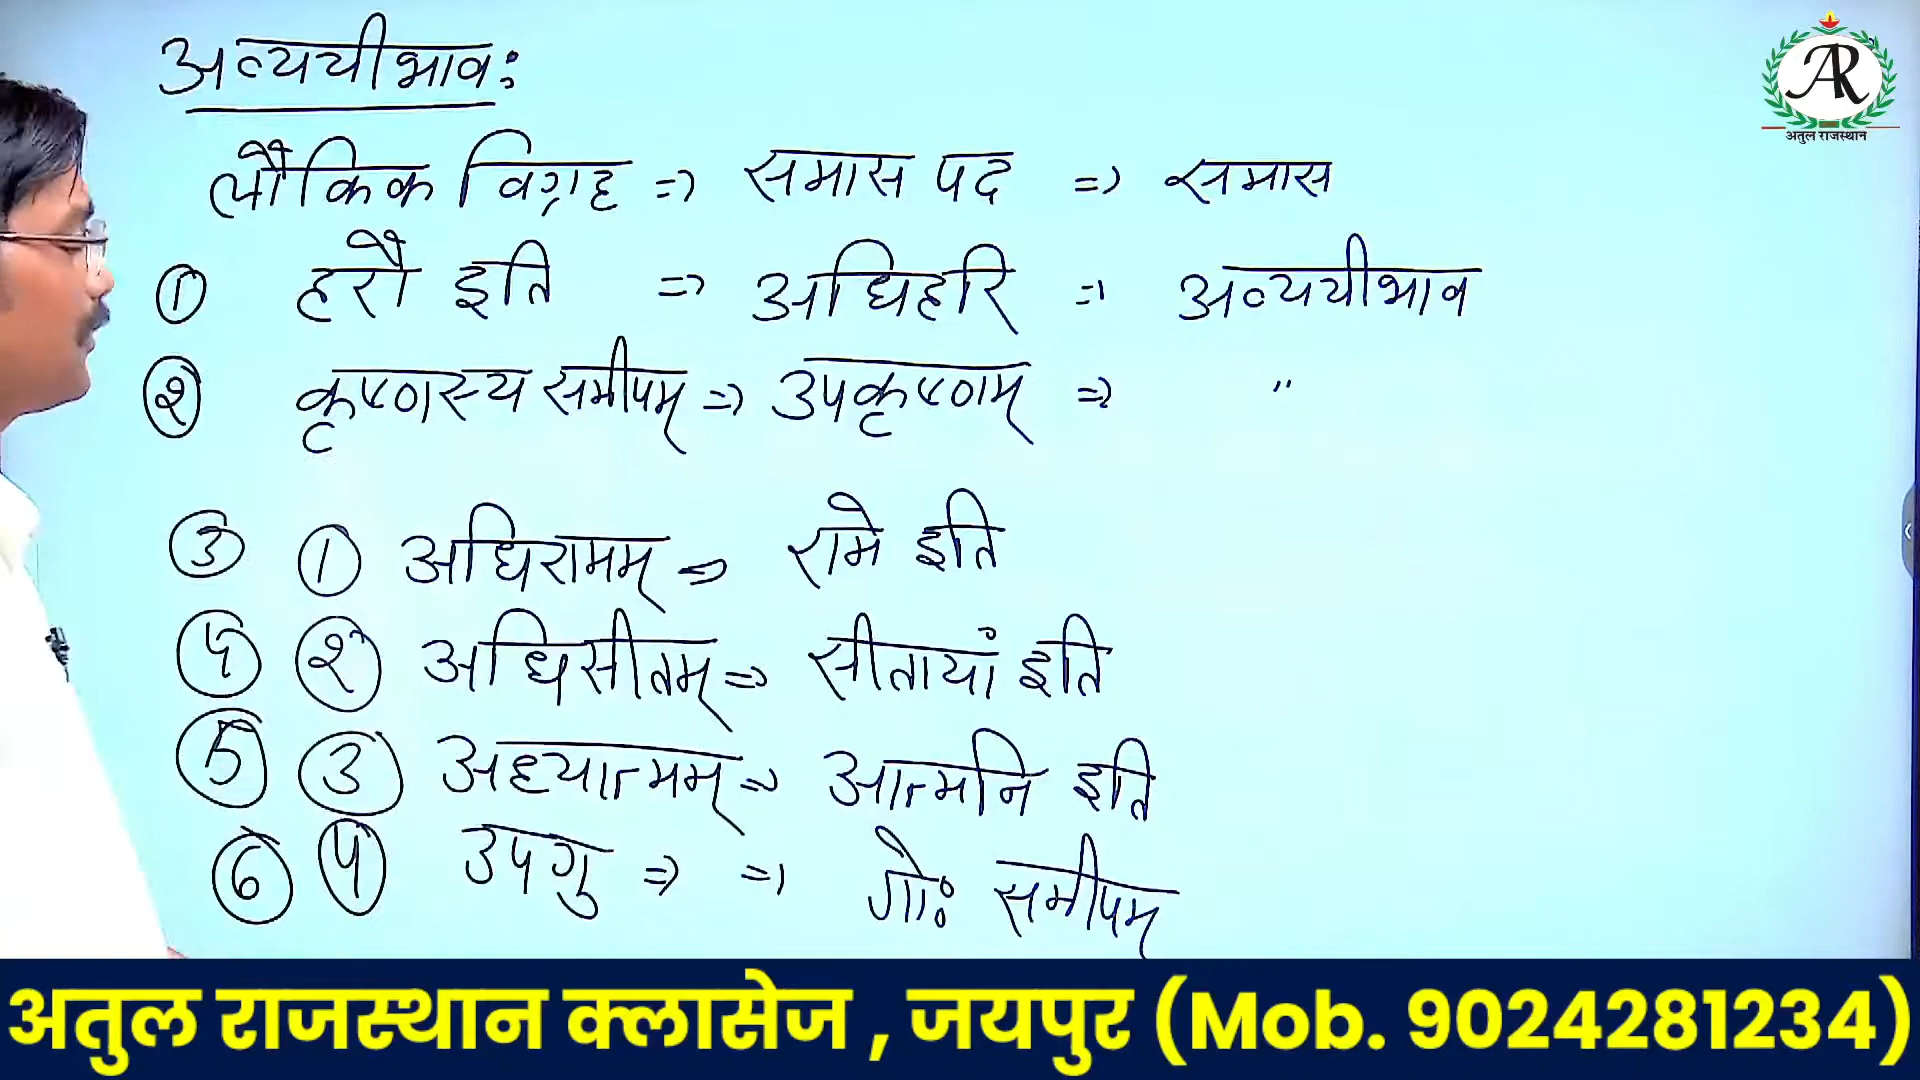 अव्ययीभावः
लौकिक विग्रह => समास पद => समास
① हरौ इति => अधिहरि => अव्ययीभाव
② कृष्णस्य समीपम् => उपकृष्णम् => "
③ ① अधिरामम् => रामे इति
④ ② अधिसीतम् => सीतायां इति
⑤ ③ अध्यात्मम् => आत्मनि इति
⑥ ④ उपगु => => गोः समीपम्
AR
अतुल राजस्थान
अतुल राजस्थान क्लासेज , जयपुर (Mob. 9024281234)